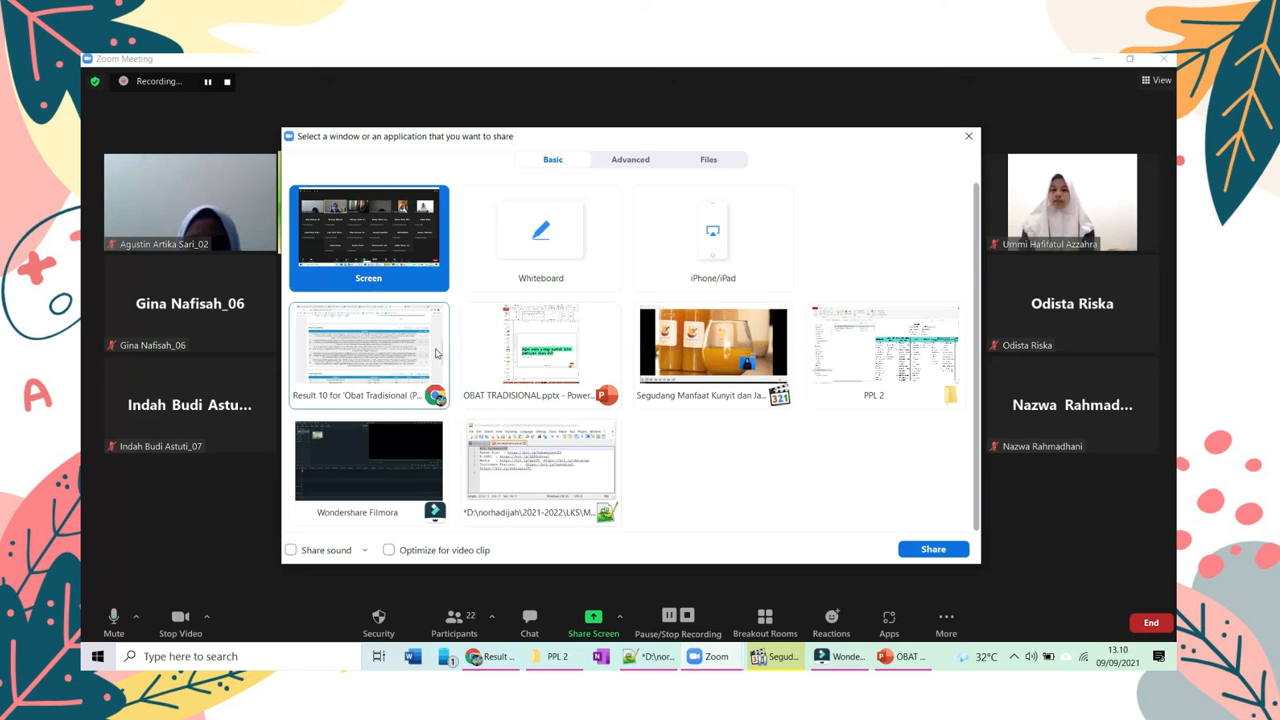 Zoom Meeting
Recording...
View
Select a window or an application that you want to share
Basic
Advanced
Files
Screen
Whiteboard
iPhone/iPad
Result 10 for 'Obat Tradisional (P...
OBAT TRADISIONAL.pptx - Power...
Segudang Manfaat Kunyit dan Ja...
PPL 2
Wondershare Filmora
*D:\norhadijah\2021-2022\LKS\M...
Share sound
Optimize for video clip
Share
Agustin Artika Sari_02
Gina Nafisah_06
Gina Nafisah_06
Indah Budi Astu...
Indah Budi Astuti_07
Ummi Hafifatul Azzahra
Odista Riska
Odista Riska
Nazwa Rahmad...
Nazwa Rahmadhani
Mute
Stop Video
Security
22
Participants
Chat
Share Screen
Pause/Stop Recording
Breakout Rooms
Reactions
Apps
More
End
Type here to search
1
Result ...
PPL 2
*D:\nor...
Zoom
321
Segud...
Wonde...
OBAT ...
32°C
13.10
09/09/2021
A